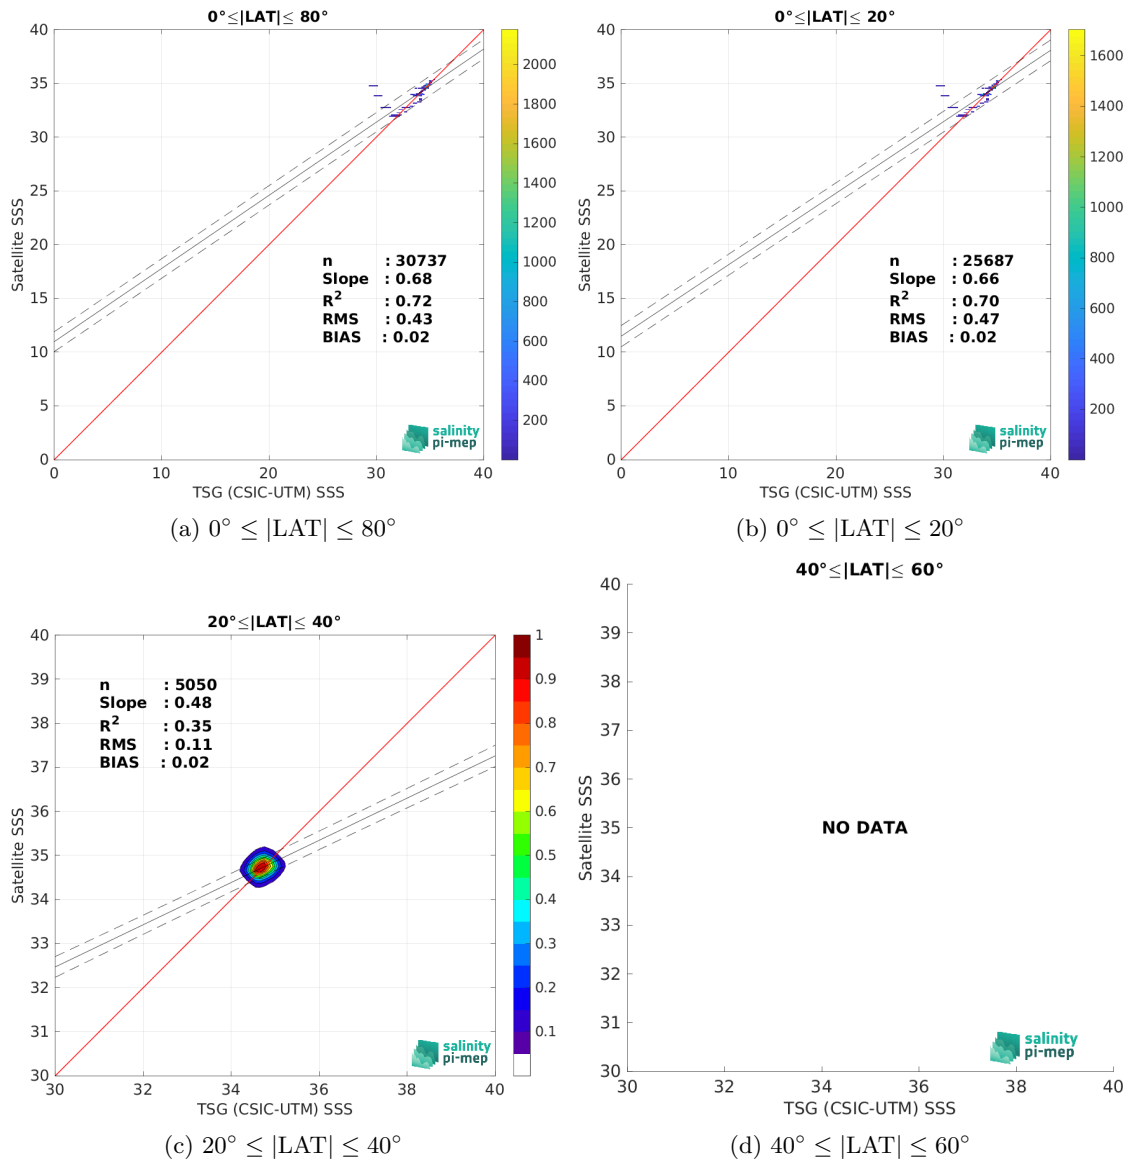 0°≤|LAT|≤ 80°
40
35
30
25
20
15
10
5
0
0
10
20
30
40
Satellite SSS
TSG (CSIC-UTM) SSS
n : 30737
Slope : 0.68
R² : 0.72
RMS : 0.43
BIAS : 0.02
salinity
pi-mep
2000
1800
1600
1400
1200
1000
800
600
400
200
(a) 0° ≤ |LAT| ≤ 80°
0°≤|LAT|≤ 20°
40
35
30
25
20
15
10
5
0
0
10
20
30
40
Satellite SSS
TSG (CSIC-UTM) SSS
n : 25687
Slope : 0.66
R² : 0.70
RMS : 0.47
BIAS : 0.02
salinity
pi-mep
1600
1400
1200
1000
800
600
400
200
(b) 0° ≤ |LAT| ≤ 20°
20°≤|LAT|≤ 40°
40
39
38
37
36
35
34
33
32
31
30
30
32
34
36
38
40
Satellite SSS
TSG (CSIC-UTM) SSS
n : 5050
Slope : 0.48
R² : 0.35
RMS : 0.11
BIAS : 0.02
salinity
pi-mep
1
0.9
0.8
0.7
0.6
0.5
0.4
0.3
0.2
0.1
(c) 20° ≤ |LAT| ≤ 40°
40°≤|LAT|≤ 60°
40
39
38
37
36
35
34
33
32
31
30
30
32
34
36
38
40
Satellite SSS
TSG (CSIC-UTM) SSS
NO DATA
salinity
pi-mep
(d) 40° ≤ |LAT| ≤ 60°